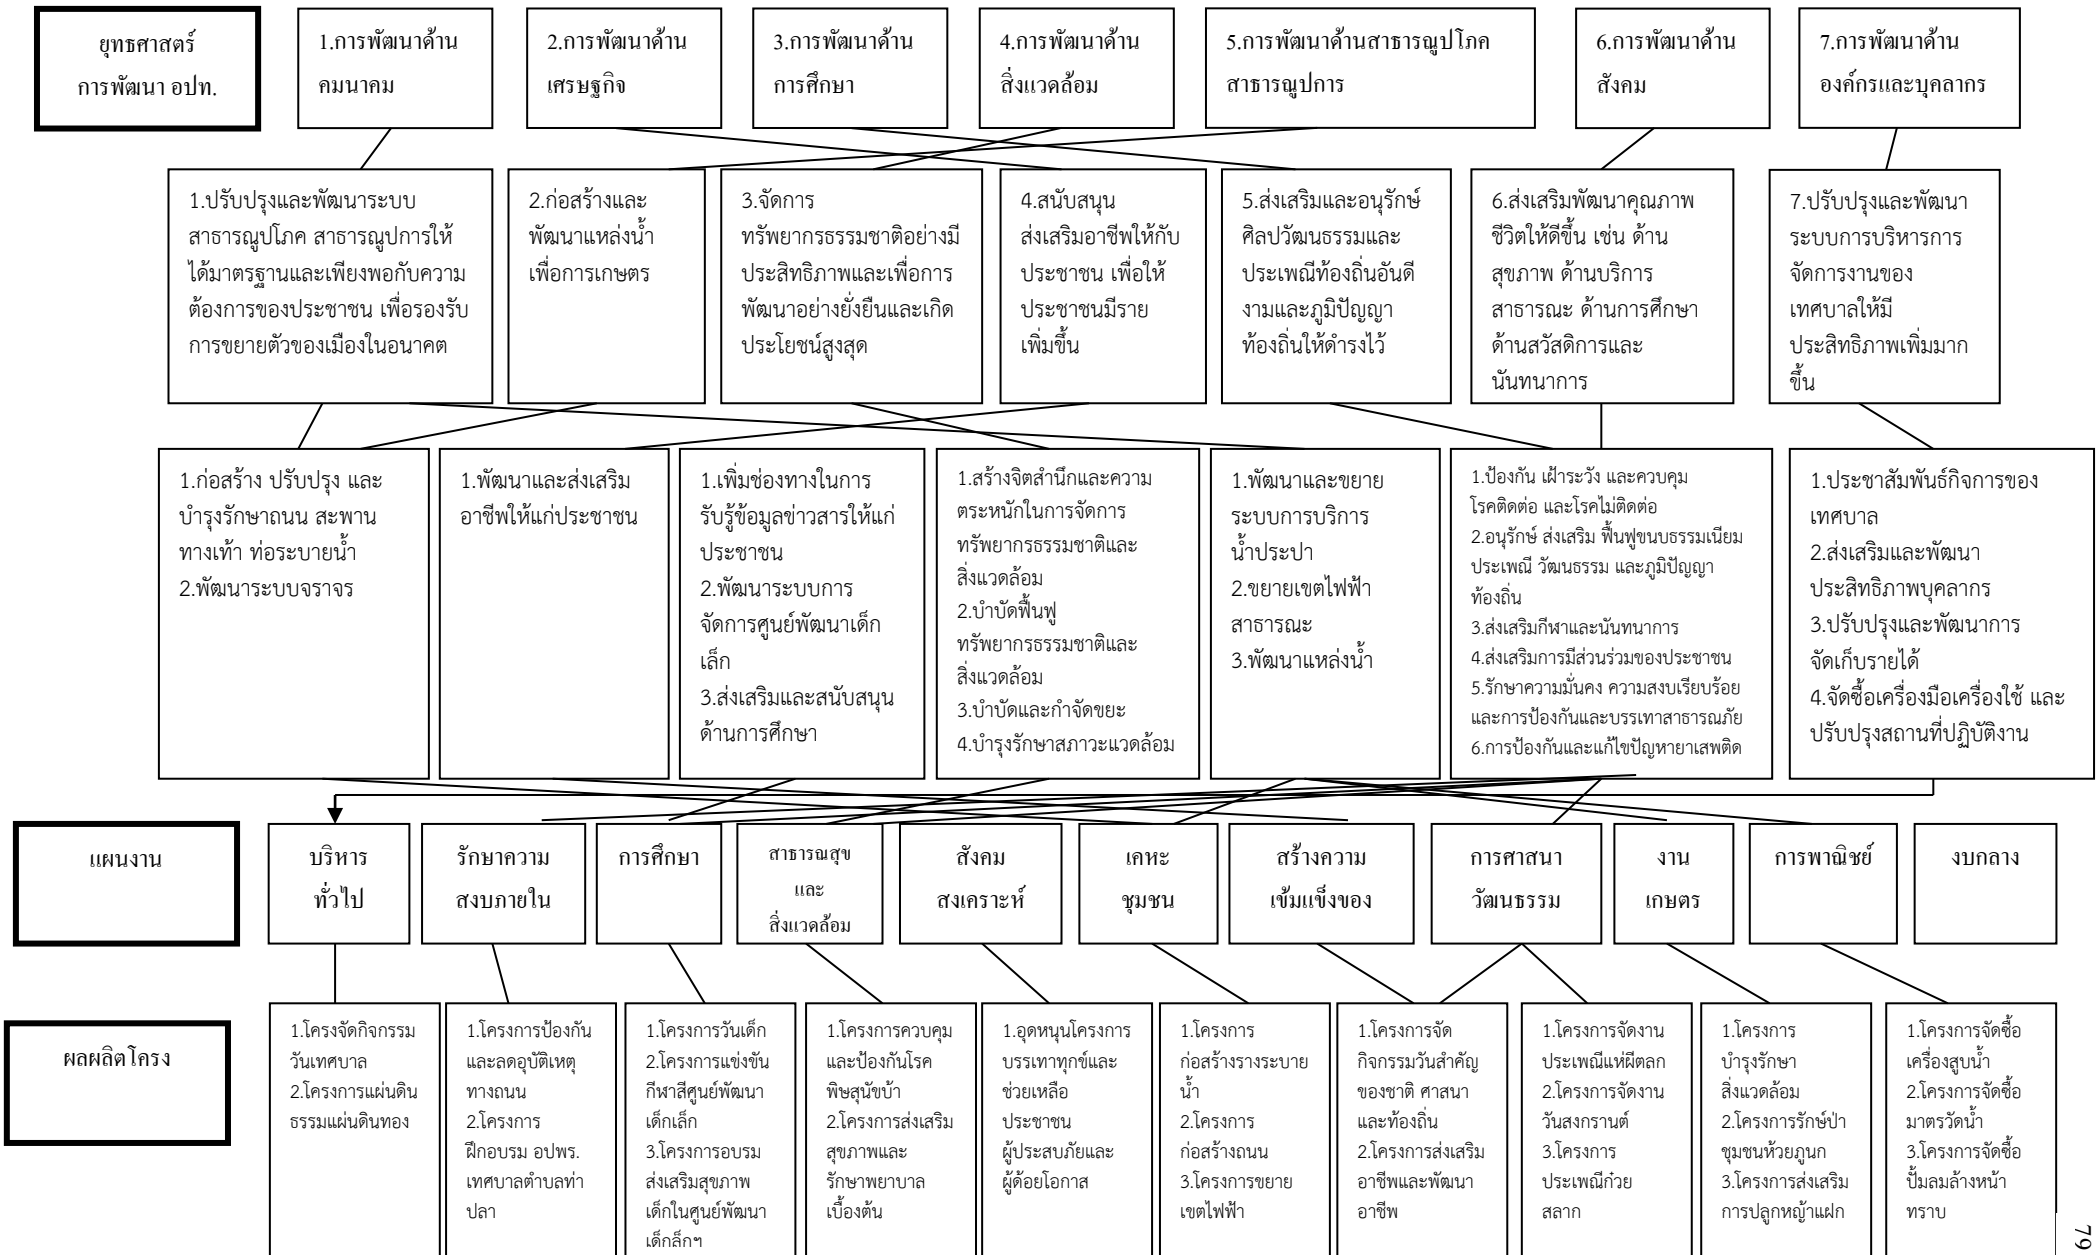 ยุทธศาสตร์
การพัฒนา อปท.
1.การพัฒนาด้าน
คมนาคม
2.การพัฒนาด้าน
เศรษฐกิจ
3.การพัฒนาด้าน
การศึกษา
4.การพัฒนาด้าน
สิ่งแวดล้อม
5.การพัฒนาด้านสาธารณูปโภค
สาธารณูปการ
6.การพัฒนาด้าน
สังคม
7.การพัฒนาด้าน
องค์กรและบุคลากร
1.ปรับปรุงและพัฒนาระบบ
สาธารณูปโภค สาธารณูปการให้
ได้มาตรฐานและเพียงพอกับความ
ต้องการของประชาชน เพื่อรองรับ
การขยายตัวของเมืองในอนาคต
2.ก่อสร้างและ
พัฒนาแหล่งน้ำ
เพื่อการเกษตร
3.จัดการ
ทรัพยากรธรรมชาติอย่างมี
ประสิทธิภาพและเพื่อการ
พัฒนาอย่างยั่งยืนและเกิด
ประโยชน์สูงสุด
4.สนับสนุน
ส่งเสริมอาชีพให้กับ
ประชาชน เพื่อให้
ประชาชนมีราย
เพิ่มขึ้น
5.ส่งเสริมและอนุรักษ์
ศิลปวัฒนธรรมและ
ประเพณีท้องถิ่นอันดี
งามและภูมิปัญญา
ท้องถิ่นให้ดำรงไว้
6.ส่งเสริมพัฒนาคุณภาพ
ชีวิตให้ดีขึ้น เช่น ด้าน
สุขภาพ ด้านบริการ
สาธารณะ ด้านการศึกษา
ด้านสวัสดิการและ
นันทนาการ
7.ปรับปรุงและพัฒนา
ระบบการบริหารการ
จัดการงานของ
เทศบาลให้มี
ประสิทธิภาพเพิ่มมาก
ขึ้น
1.ก่อสร้าง ปรับปรุง และ
บำรุงรักษาถนน สะพาน
ทางเท้า ท่อระบายน้ำ
2.พัฒนาระบบจราจร
1.พัฒนาและส่งเสริม
อาชีพให้แก่ประชาชน
1.เพิ่มช่องทางในการ
รับรู้ข้อมูลข่าวสารให้แก่
ประชาชน
2.พัฒนาระบบการ
จัดการศูนย์พัฒนาเด็ก
เล็ก
3.ส่งเสริมและสนับสนุน
ด้านการศึกษา
1.สร้างจิตสำนึกและความ
ตระหนักในการจัดการ
ทรัพยากรธรรมชาติและ
สิ่งแวดล้อม
2.บำบัดฟื้นฟู
ทรัพยากรธรรมชาติและ
สิ่งแวดล้อม
3.บำบัดและกำจัดขยะ
4.บำรุงรักษาสภาวะแวดล้อม
1.พัฒนาและขยาย
ระบบการบริการ
น้ำประปา
2.ขยายเขตไฟฟ้า
สาธารณะ
3.พัฒนาแหล่งน้ำ
1.ป้องกัน เฝ้าระวัง และควบคุม
โรคติดต่อ และโรคไม่ติดต่อ
2.อนุรักษ์ ส่งเสริม ฟื้นฟูขนบธรรมเนียม
ประเพณี วัฒนธรรม และภูมิปัญญา
ท้องถิ่น
3.ส่งเสริมกีฬาและนันทนาการ
4.ส่งเสริมการมีส่วนร่วมของประชาชน
5.รักษาความมั่นคง ความสงบเรียบร้อย
และการป้องกันและบรรเทาสาธารณภัย
6.การป้องกันและแก้ไขปัญหายาเสพติด
1.ประชาสัมพันธ์กิจการของ
เทศบาล
2.ส่งเสริมและพัฒนา
ประสิทธิภาพบุคลากร
3.ปรับปรุงและพัฒนาการ
จัดเก็บรายได้
4.จัดซื้อเครื่องมือเครื่องใช้ และ
ปรับปรุงสถานที่ปฏิบัติงาน
แผนงาน
บริหาร
ทั่วไป
รักษาความ
สงบภายใน
การศึกษา
สาธารณสุข
และ
สิ่งแวดล้อม
สังคม
สงเคราะห์
เคหะ
ชุมชน
สร้างความ
เข้มแข็งของ
การศาสนา
วัฒนธรรม
งาน
เกษตร
การพาณิชย์
งบกลาง
ผลผลิตโครง
1.โครงจัดกิจกรรม
วันเทศบาล
2.โครงการแผ่นดิน
ธรรมแผ่นดินทอง
1.โครงการป้องกัน
และลดอุบัติเหตุ
ทางถนน
2.โครงการ
ฝึกอบรม อปพร.
เทศบาลตำบลท่า
ปลา
1.โครงการวันเด็ก
2.โครงการแข่งขัน
กีฬาสีศูนย์พัฒนา
เด็กเล็ก
3.โครงการอบรม
ส่งเสริมสุขภาพ
เด็กในศูนย์พัฒนา
เด็กเล็กฯ
1.โครงการควบคุม
และป้องกันโรค
พิษสุนัขบ้า
2.โครงการส่งเสริม
สุขภาพและ
รักษาพยาบาล
เบื้องต้น
1.อุดหนุนโครงการ
บรรเทาทุกข์และ
ช่วยเหลือ
ประชาชน
ผู้ประสบภัยและ
ผู้ด้อยโอกาส
1.โครงการ
ก่อสร้างรางระบาย
น้ำ
2.โครงการ
ก่อสร้างถนน
3.โครงการขยาย
เขตไฟฟ้า
1.โครงการจัด
กิจกรรมวันสำคัญ
ของชาติ ศาสนา
และท้องถิ่น
2.โครงการส่งเสริม
อาชีพและพัฒนา
อาชีพ
1.โครงการจัดงาน
ประเพณีแห่ผีตลก
2.โครงการจัดงาน
วันสงกรานต์
3.โครงการ
ประเพณีก๋วย
สลาก
1.โครงการ
บำรุงรักษา
สิ่งแวดล้อม
2.โครงการรักษ์ป่า
ชุมชนห้วยภูนก
3.โครงการส่งเสริม
การปลูกหญ้าแฝก
1.โครงการจัดซื้อ
เครื่องสูบน้ำ
2.โครงการจัดซื้อ
มาตรวัดน้ำ
3.โครงการจัดซื้อ
ปั้มลมล้างหน้า
ทราบ
79